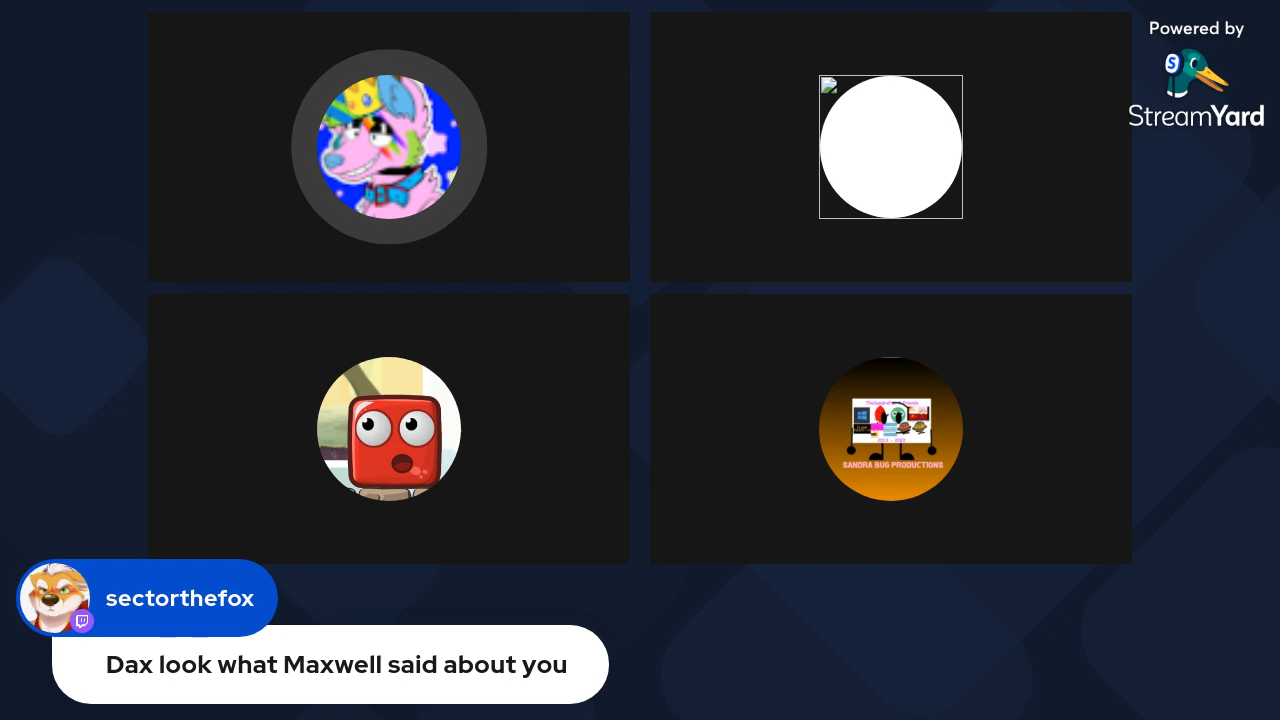 Powered by
StreamYard
SANDRA BUG PRODUCTIONS
sectorthefox
Dax look what Maxwell said about you